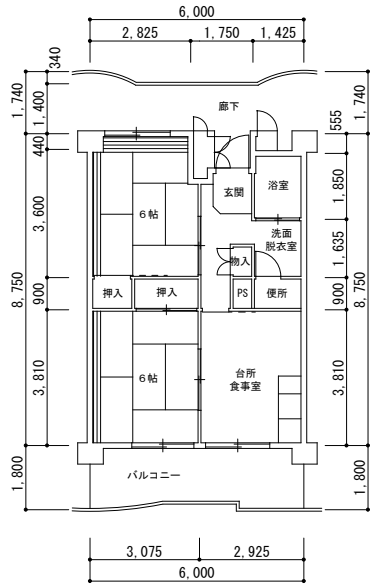 6,000
2,825
1,750
1,425
340
1,740
1,400
440
3,600
8,750
900
3,810
1,800
1,740
555
1,850
1,635
8,750
900
3,810
1,800
廊下
玄関
浴室
6帖
洗面
脱衣室
物入
押入
押入
PS
便所
6帖
台所
食事室
バルコニー
3,075
2,925
6,000